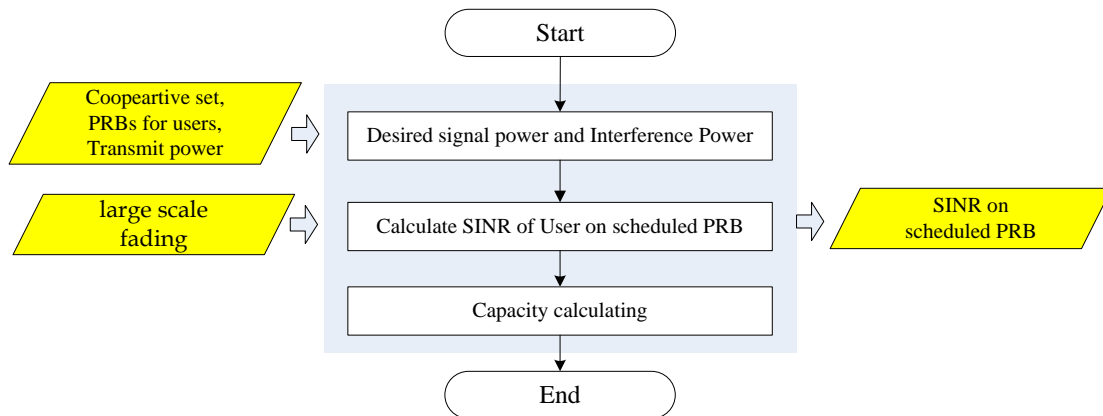 Start
Coopeartive set,
PRBs for users,
Transmit power
Desired signal power and Interference Power
large scale
fading
Calculate SINR of User on scheduled PRB
SINR on
scheduled PRB
Capacity calculating
End